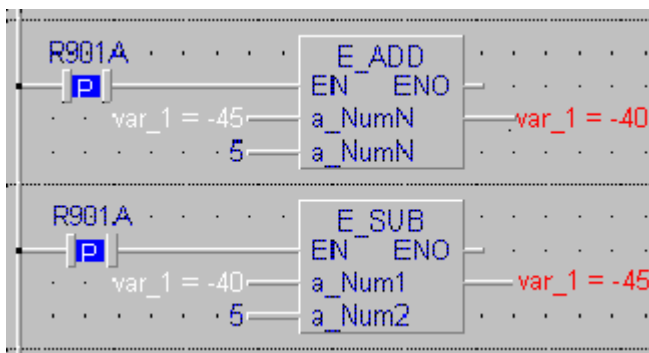 R901A E_ADD
P EN ENO
var_1 = -45 a_NumN var_1 = -40
5 a_NumN
R901A E_SUB
P EN ENO
var_1 = -40 a_Num1 var_1 = -45
5 a_Num2